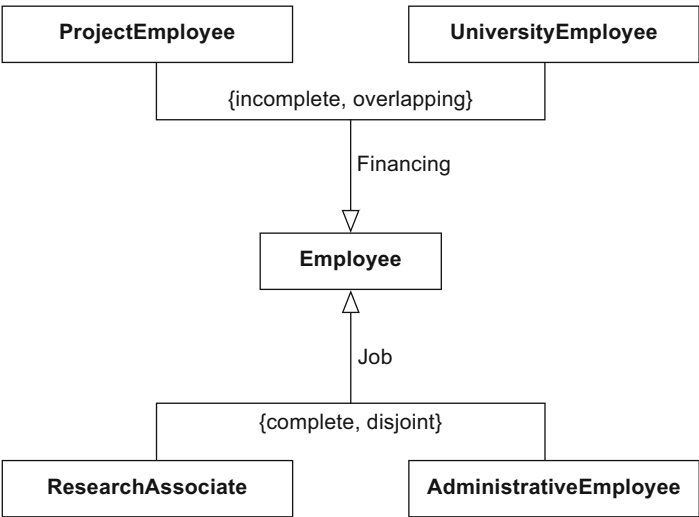 ProjectEmployee
UniversityEmployee
{incomplete, overlapping}
Financing
Employee
Job
{complete, disjoint}
ResearchAssociate
AdministrativeEmployee